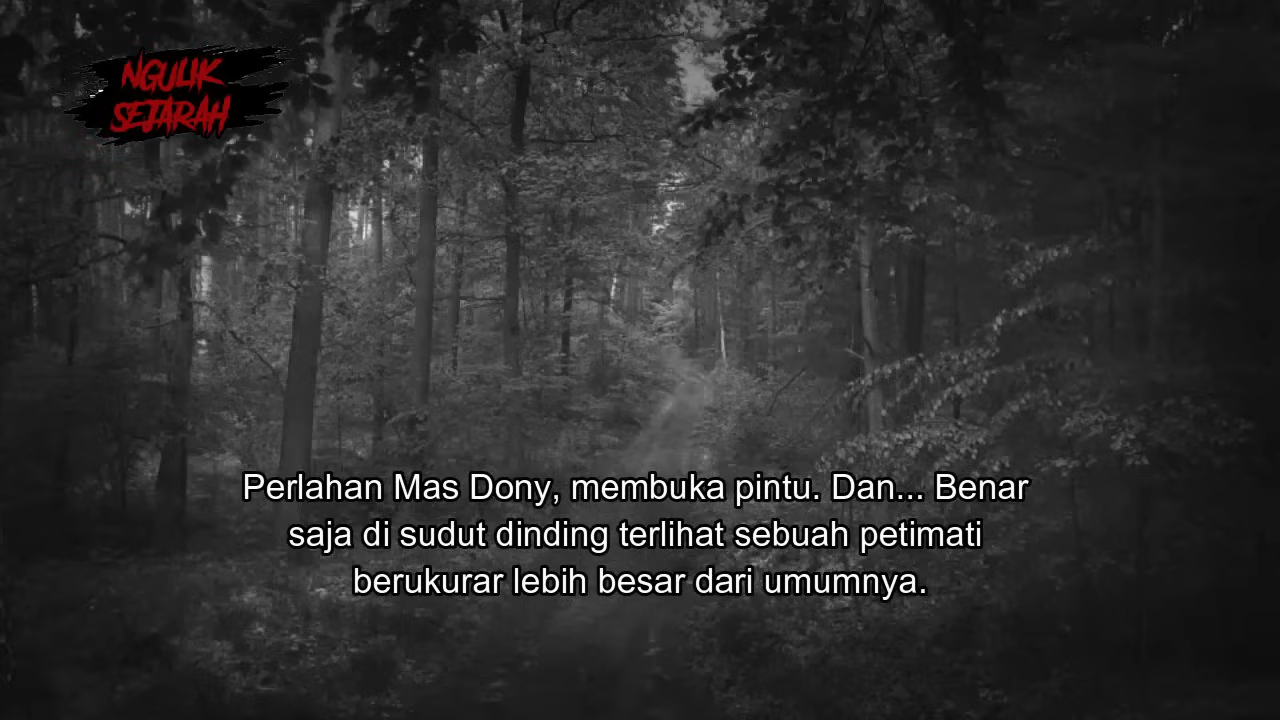 NGULIK
SEJARAH
Perlahan Mas Dony, membuka pintu. Dan... Benar
saja di sudut dinding terlihat sebuah petimati
berukurar lebih besar dari umumnya.